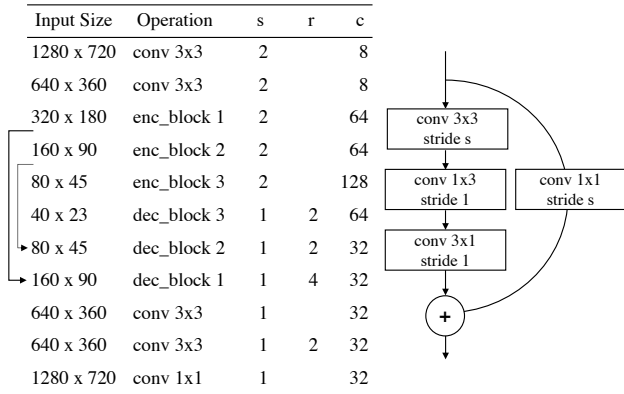 Input Size Operation s r c
1280 x 720 conv 3x3 2 8
640 x 360 conv 3x3 2 8
320 x 180 enc_block 1 2 64
160 x 90 enc_block 2 2 64
80 x 45 enc_block 3 2 128
40 x 23 dec_block 3 1 2 64
80 x 45 dec_block 2 1 2 32
160 x 90 dec_block 1 1 4 32
640 x 360 conv 3x3 1 32
640 x 360 conv 3x3 1 2 32
1280 x 720 conv 1x1 1 32
conv 3x3
stride s
conv 1x3
stride 1
conv 1x1
stride s
conv 3x1
stride 1
+